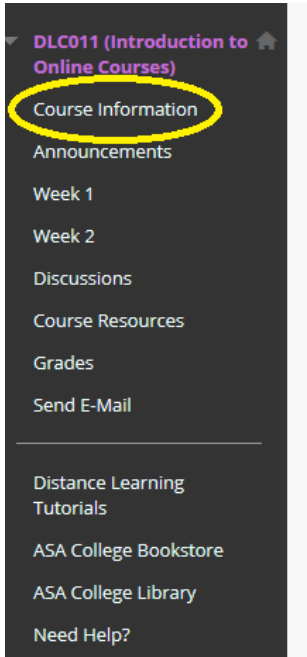 DLC011 (Introduction to
Online Courses)
Course Information
Announcements
Week 1
Week 2
Discussions
Course Resources
Grades
Send E-Mail
Distance Learning
Tutorials
ASA College Bookstore
ASA College Library
Need Help?